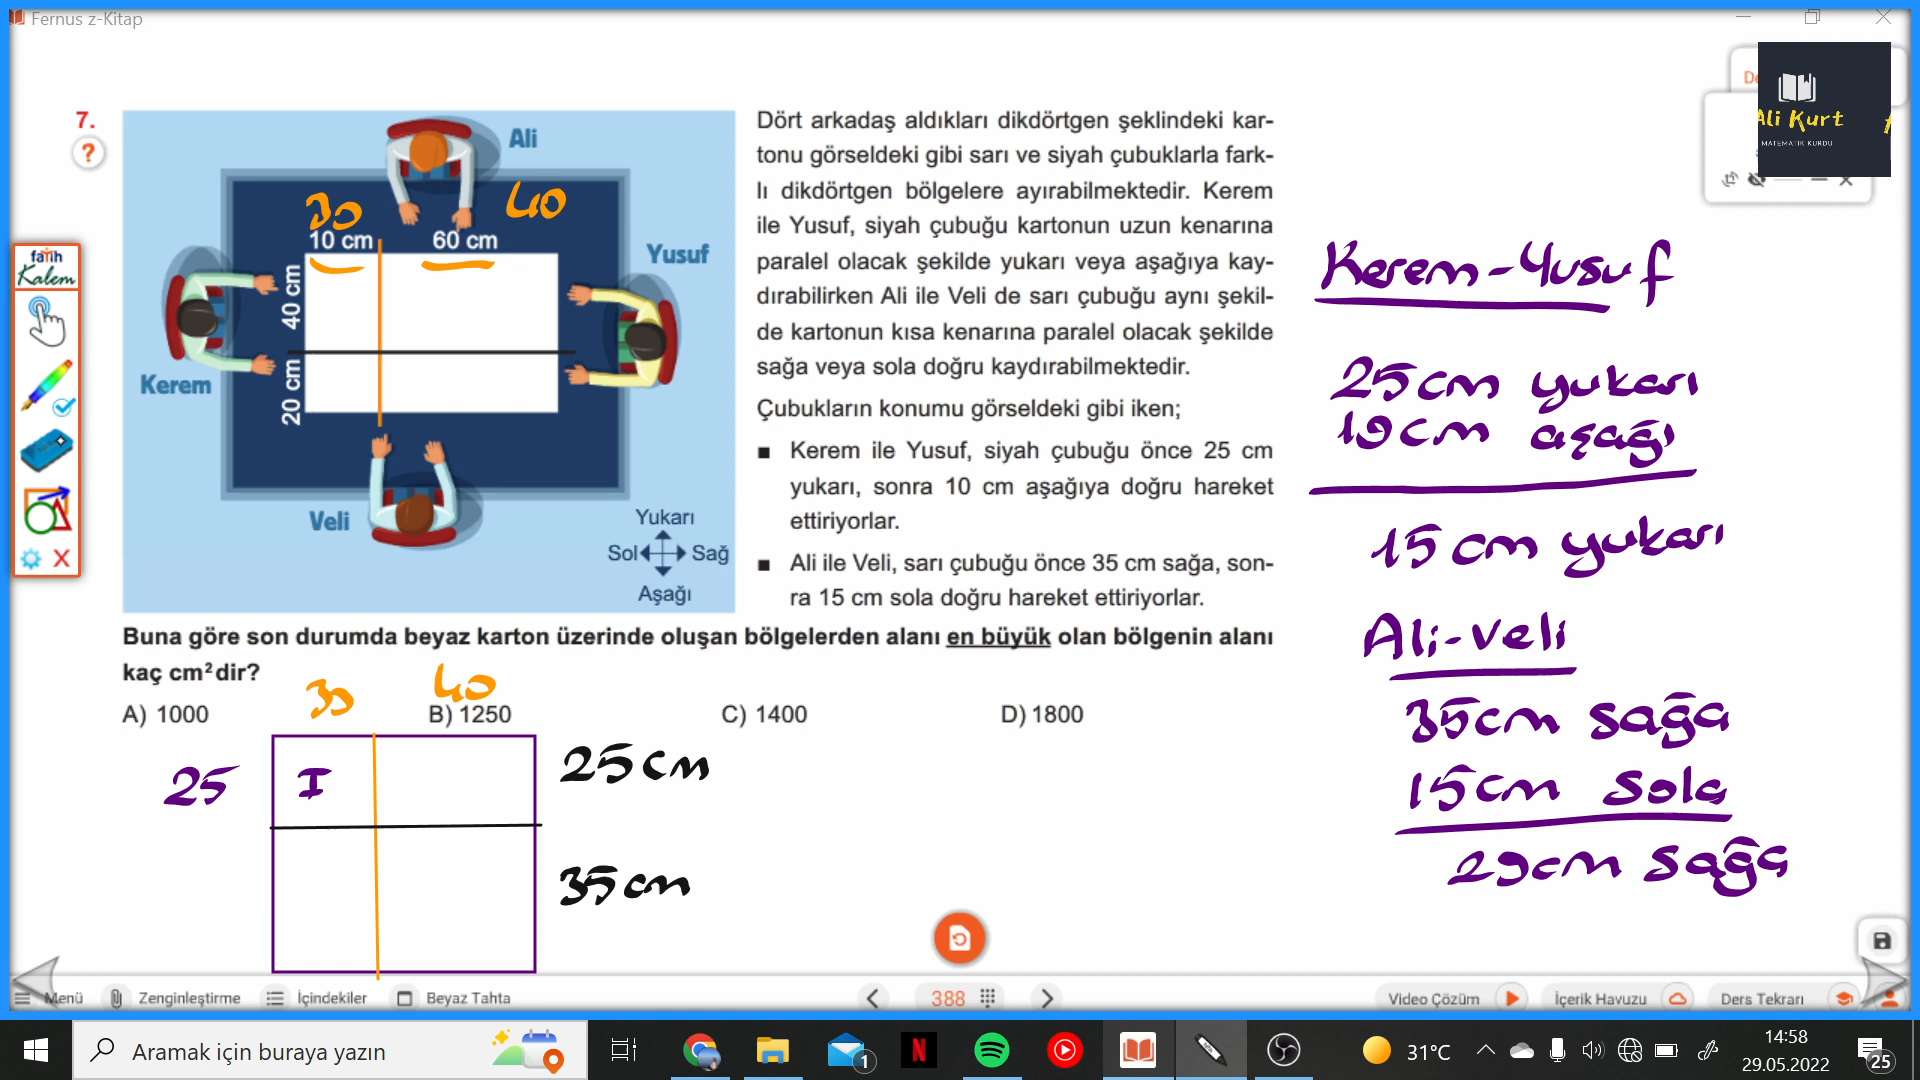 Fernus z-Kitap
De
Ali Kurt
MATEMATİK KURDU
fatih
Kalem
7.
?
Ali
30
40
10 cm
60 cm
Yusuf
40 cm
20 cm
Kerem
Veli
Yukarı
Sol
Sağ
Aşağı
Dört arkadaş aldıkları dikdörtgen şeklindeki kar-
tonu görseldeki gibi sarı ve siyah çubuklarla fark-
lı dikdörtgen bölgelere ayırabilmektedir. Kerem
ile Yusuf, siyah çubuğu kartonun uzun kenarına
paralel olacak şekilde yukarı veya aşağıya kay-
dırabilirken Ali ile Veli de sarı çubuğu aynı şekil-
de kartonun kısa kenarına paralel olacak şekilde
sağa veya sola doğru kaydırabilmektedir.
Çubukların konumu görseldeki gibi iken;
■ Kerem ile Yusuf, siyah çubuğu önce 25 cm
yukarı, sonra 10 cm aşağıya doğru hareket
ettiriyorlar.
■ Ali ile Veli, sarı çubuğu önce 35 cm sağa, son-
ra 15 cm sola doğru hareket ettiriyorlar.
Buna göre son durumda beyaz karton üzerinde oluşan bölgelerden alanı en büyük olan bölgenin alanı
kaç cm² dir?
A) 1000
B) 1250
C) 1400
D) 1800
30
40
25
I
25cm
35cm
Kerem-Yusuf
25cm yukarı
10cm aşağı
15cm yukarı
Ali-Veli
35cm sağa
15cm sola
20cm sağa
Menü
Zenginleştirme
İçindekiler
Beyaz Tahta
388
Video Çözüm
İçerik Havuzu
Ders Tekrarı
Aramak için buraya yazın
1
31°C
14:58
29.05.2022
25